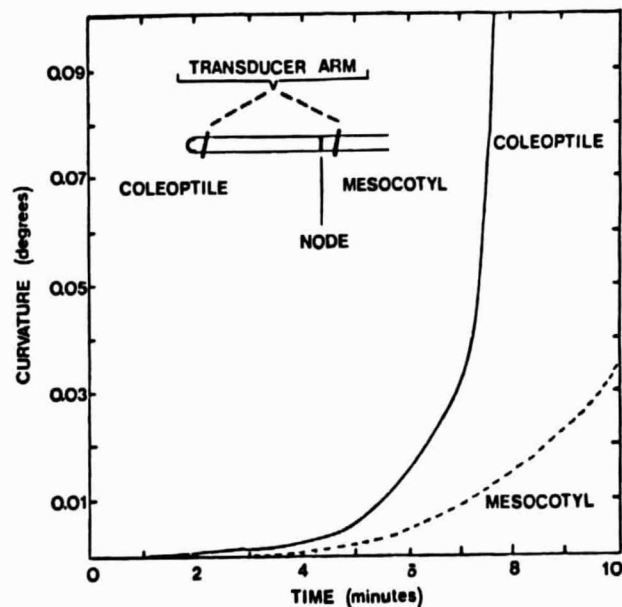 TRANSDUCER ARM
COLEOPTILE
MESOCOTYL
NODE
COLEOPTILE
MESOCOTYL
CURVATURE (degrees)
0.09
0.07
0.05
0.03
0.01
0 2 4 6 8 10
TIME (minutes)